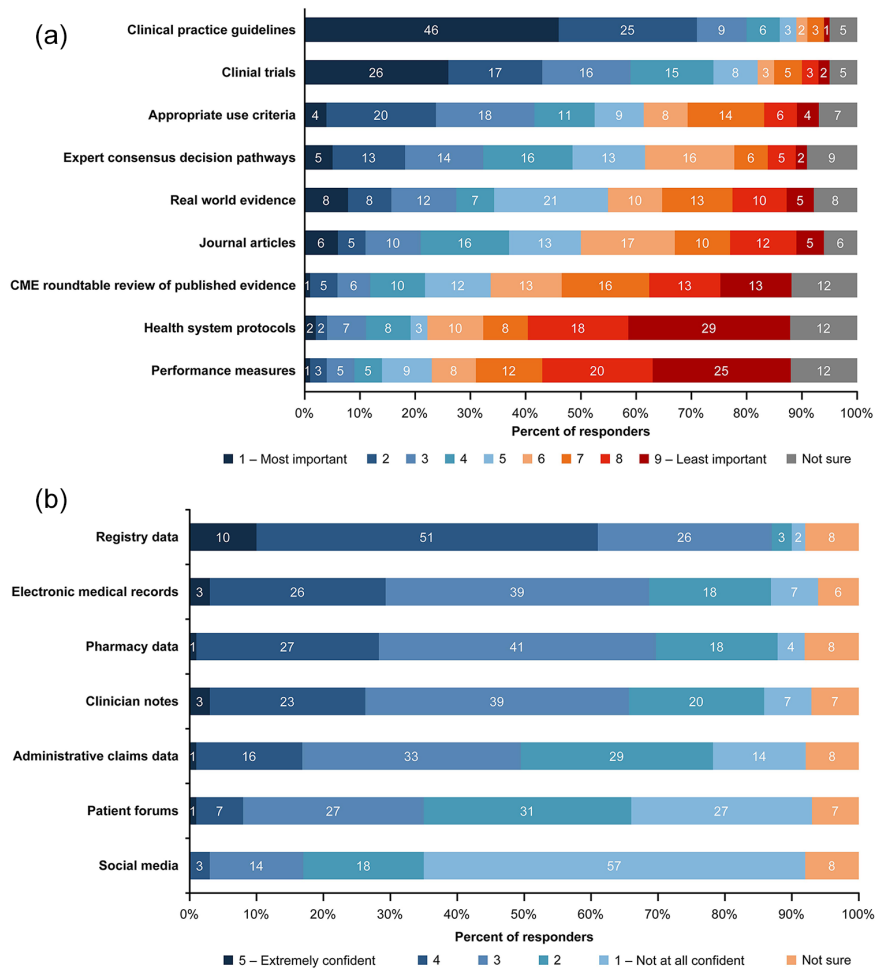 (a)
Clinical practice guidelines 46 25 9 6 3 2 3 1 5
Clinial trials 26 17 16 15 8 3 5 3 2 5
Appropriate use criteria 4 20 18 11 9 8 14 6 4 7
Expert consensus decision pathways 5 13 14 16 13 16 6 5 2 9
Real world evidence 8 8 12 7 21 10 13 10 5 8
Journal articles 6 5 10 16 13 17 10 12 5 6
CME roundtable review of published evidence 1 5 6 10 12 13 16 13 13 12
Health system protocols 2 2 7 8 3 10 8 18 29 12
Performance measures 1 3 5 5 9 8 12 20 25 12
0% 10% 20% 30% 40% 50% 60% 70% 80% 90% 100%
Percent of responders
1 – Most important 2 3 4 5 6 7 8 9 – Least important Not sure
(b)
Registry data 10 51 26 3 2 8
Electronic medical records 3 26 39 18 7 6
Pharmacy data 1 27 41 18 4 8
Clinician notes 3 23 39 20 7 7
Administrative claims data 1 16 33 29 14 8
Patient forums 1 7 27 31 27 7
Social media 3 14 18 57 8
0% 10% 20% 30% 40% 50% 60% 70% 80% 90% 100%
Percent of responders
5 – Extremely confident 4 3 2 1 – Not at all confident Not sure